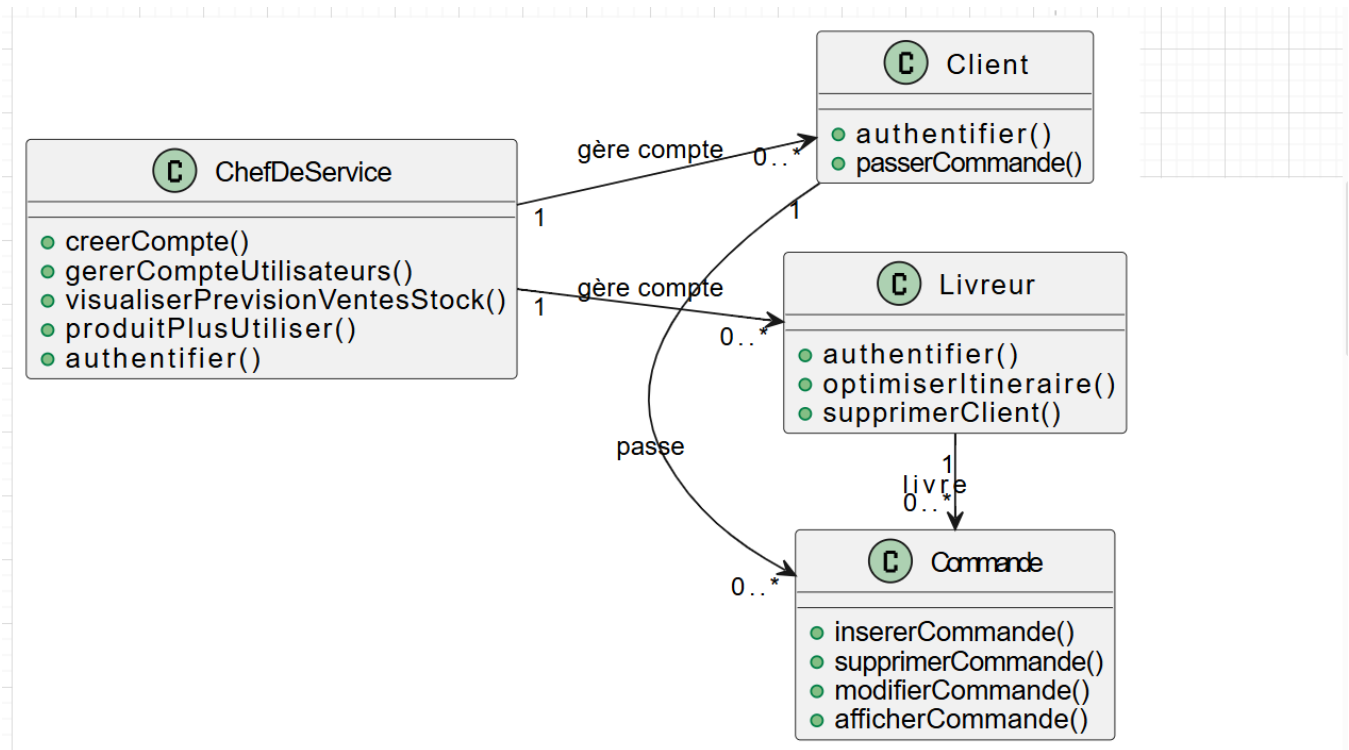 C Client
authentifier()
passerCommande()
gère compte
0..*
1
C ChefDeService
creerCompte()
gererCompteUtilisateurs()
visualiserPrevisionVentesStock()
produitPlusUtiliser()
authentifier()
1
gère compte
1
0..*
C Livreur
authentifier()
optimiserItineraire()
supprimerClient()
passe
0..*
1
livre
0..*
C Commande
insererCommande()
supprimerCommande()
modifierCommande()
afficherCommande()